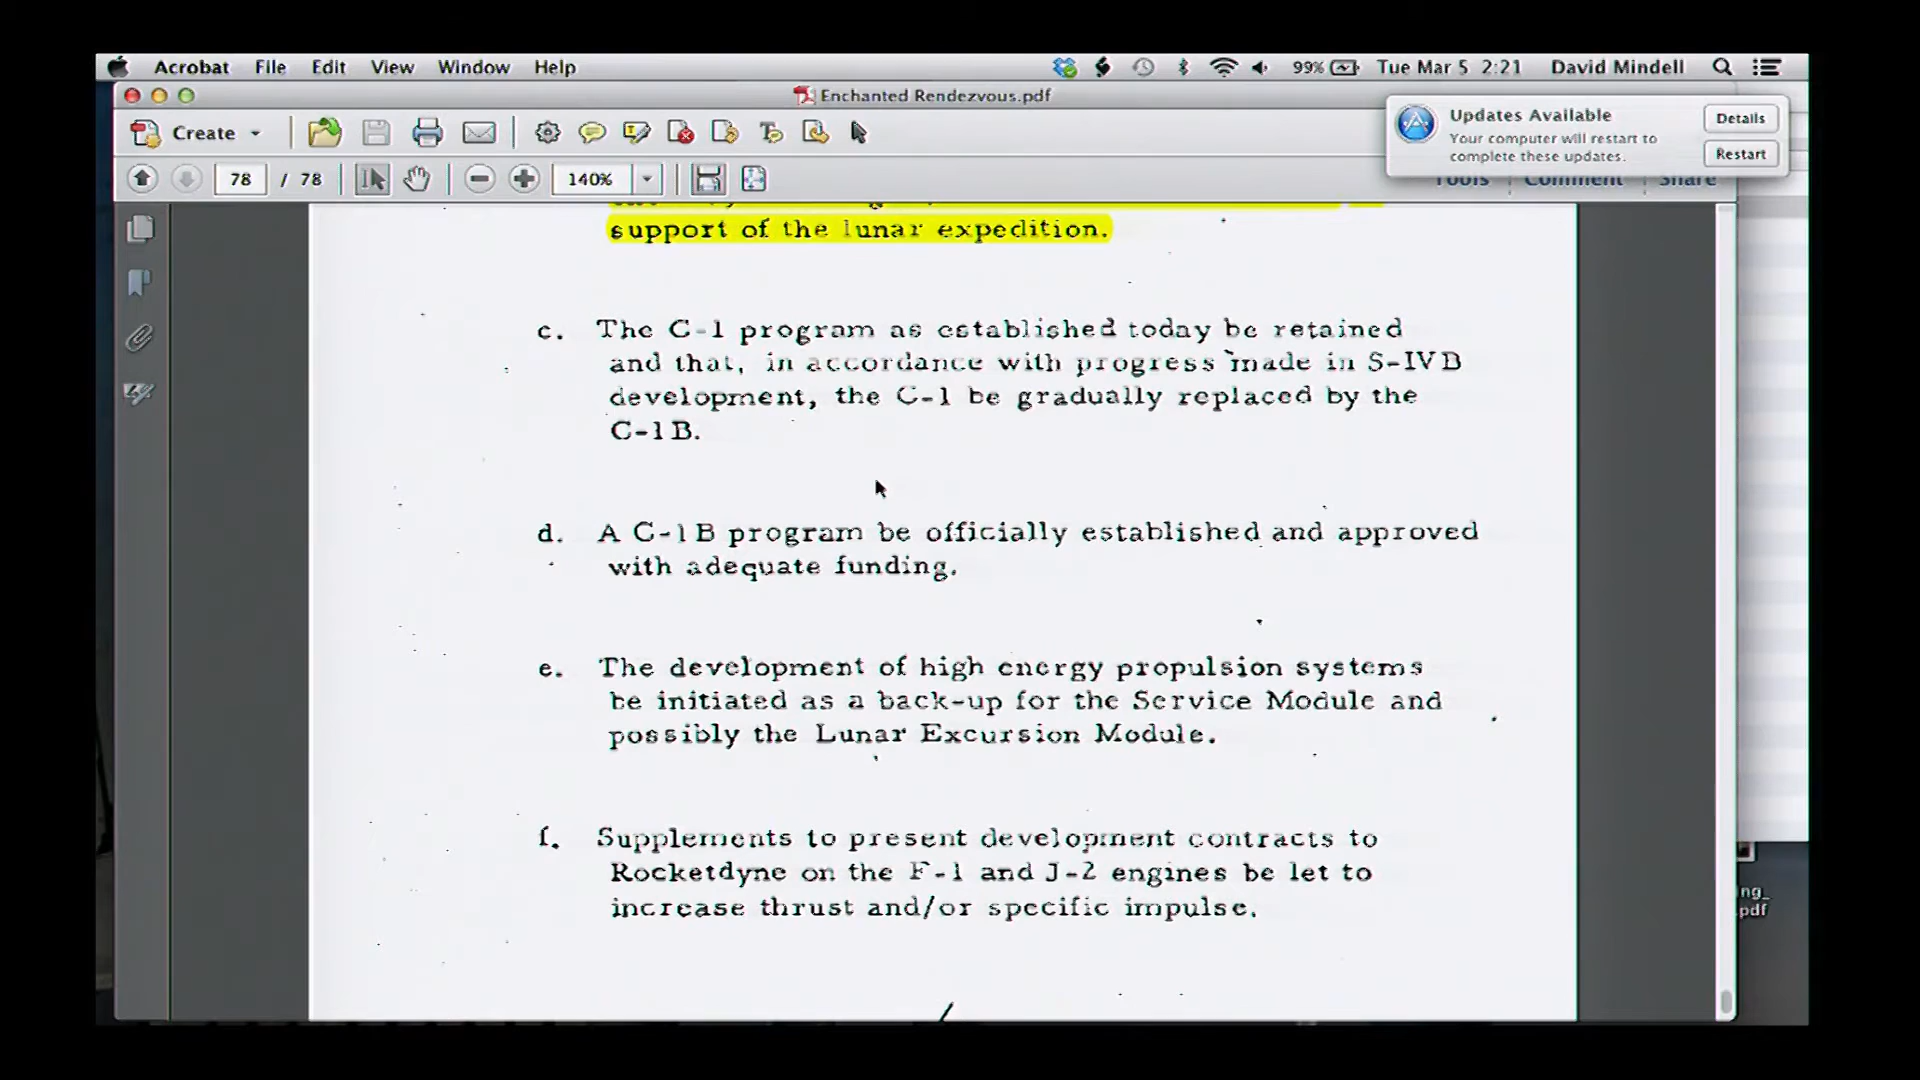 Acrobat File Edit View Window Help 99% Tue Mar 5 2:21 David Mindell
Enchanted Rendezvous.pdf
Updates Available
Your computer will restart to
complete these updates.
Details
Restart
Create
78 / 78 140% Tools Comment Share
support of the lunar expedition.
c. The C-1 program as established today be retained
and that, in accordance with progress made in S-IVB
development, the C-1 be gradually replaced by the
C-1B.
d. A C-1B program be officially established and approved
with adequate funding.
e. The development of high energy propulsion systems
be initiated as a back-up for the Service Module and
possibly the Lunar Excursion Module.
f. Supplements to present development contracts to
Rocketdyne on the F-1 and J-2 engines be let to
increase thrust and/or specific impulse.
ng_
.pdf